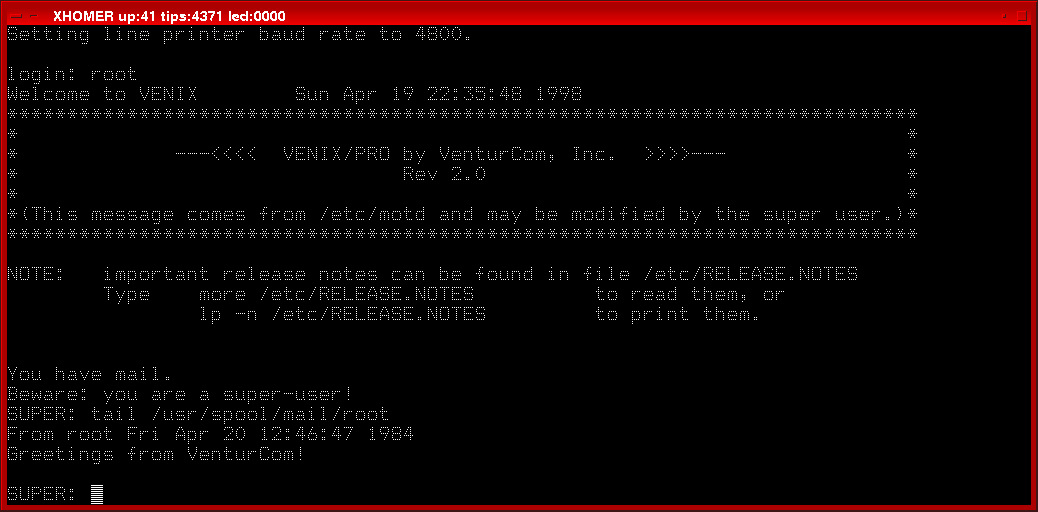 XHOMER up:41 tips:4371 led:0000
Setting line printer baud rate to 4800.
login: root
Welcome to VENIX        Sun Apr 19 22:35:48 1998
****************************************************************************
*                                                                          *
*             ---<<<<  VENIX/PRO by VenturCom, Inc.  >>>>---               *
*                                Rev 2.0                                   *
*                                                                          *
*(This message comes from /etc/motd and may be modified by the super user.)*
****************************************************************************
NOTE:   important release notes can be found in file /etc/RELEASE.NOTES
        Type    more /etc/RELEASE.NOTES          to read them, or
                lp -n /etc/RELEASE.NOTES         to print them.
You have mail.
Beware: you are a super-user!
SUPER: tail /usr/spool/mail/root
From root Fri Apr 20 12:46:47 1984
Greetings from VenturCom!
SUPER: